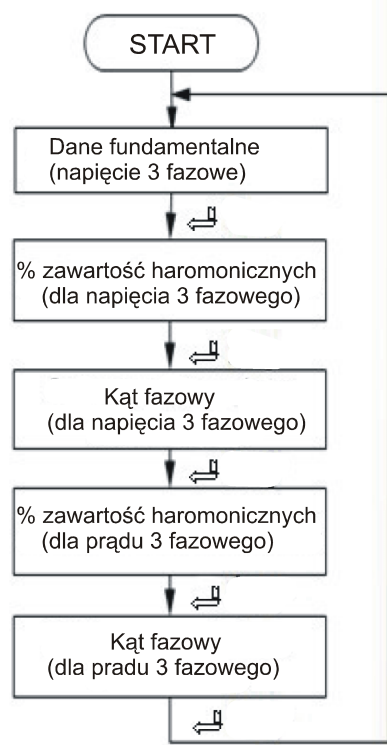 START
Dane fundamentalne
(napięcie 3 fazowe)
% zawartość haromonicznych
(dla napięcia 3 fazowego)
Kąt fazowy
(dla napięcia 3 fazowego)
% zawartość haromonicznych
(dla prądu 3 fazowego)
Kąt fazowy
(dla pradu 3 fazowego)